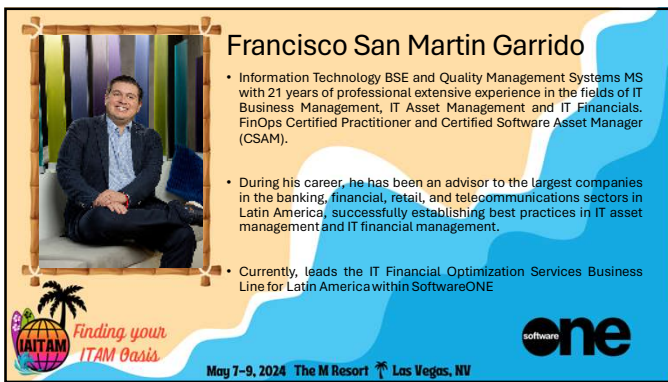 Francisco San Martin Garrido
• Information Technology BSE and Quality Management Systems MS
with 21 years of professional extensive experience in the fields of IT
Business Management, IT Asset Management and IT Financials.
FinOps Certified Practitioner and Certified Software Asset Manager
(CSAM).
• During his career, he has been an advisor to the largest companies
in the banking, financial, retail, and telecommunications sectors in
Latin America, successfully establishing best practices in IT asset
management and IT financial management.
• Currently, leads the IT Financial Optimization Services Business
Line for Latin America within SoftwareONE
IAITAM
Finding your
ITAM Oasis
software one
May 7-9, 2024 The M Resort Las Vegas, NV